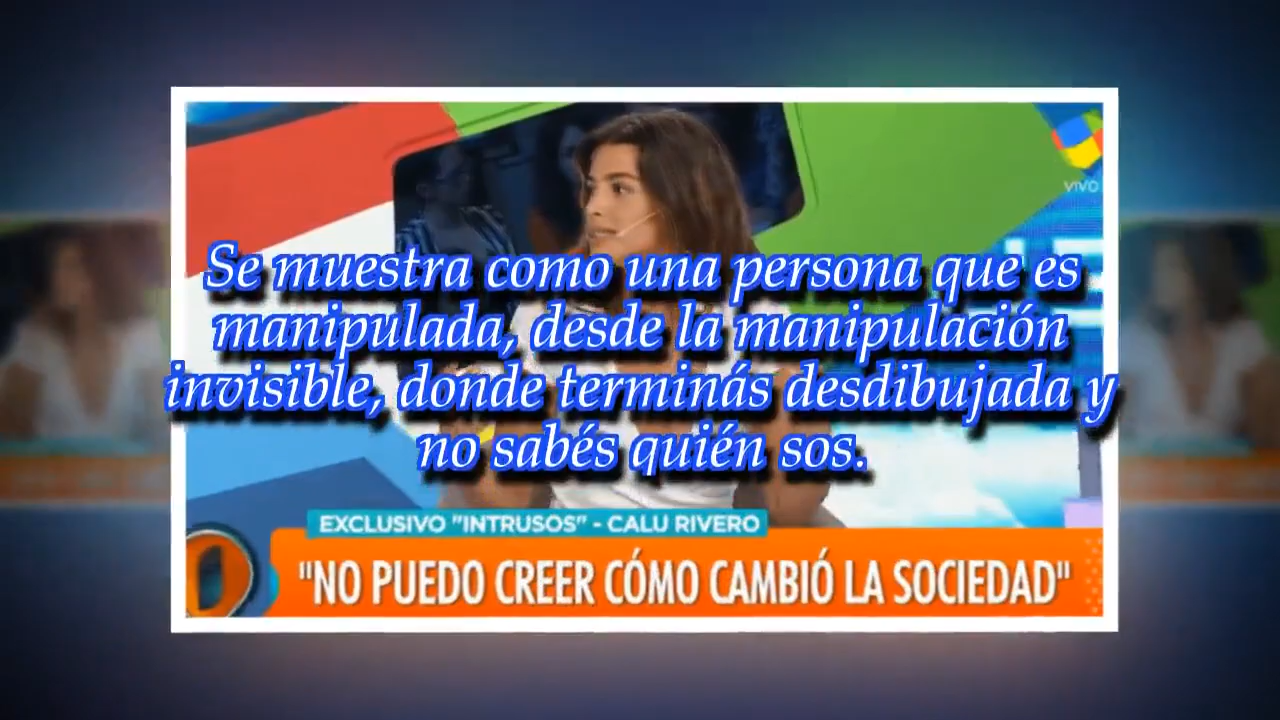 VIVO
Se muestra como una persona que es
manipulada, desde la manipulación
invisible, donde terminás desdibujada y
no sabés quién sos.
EXCLUSIVO "INTRUSOS" - CALU RIVERO
"NO PUEDO CREER CÓMO CAMBIÓ LA SOCIEDAD"